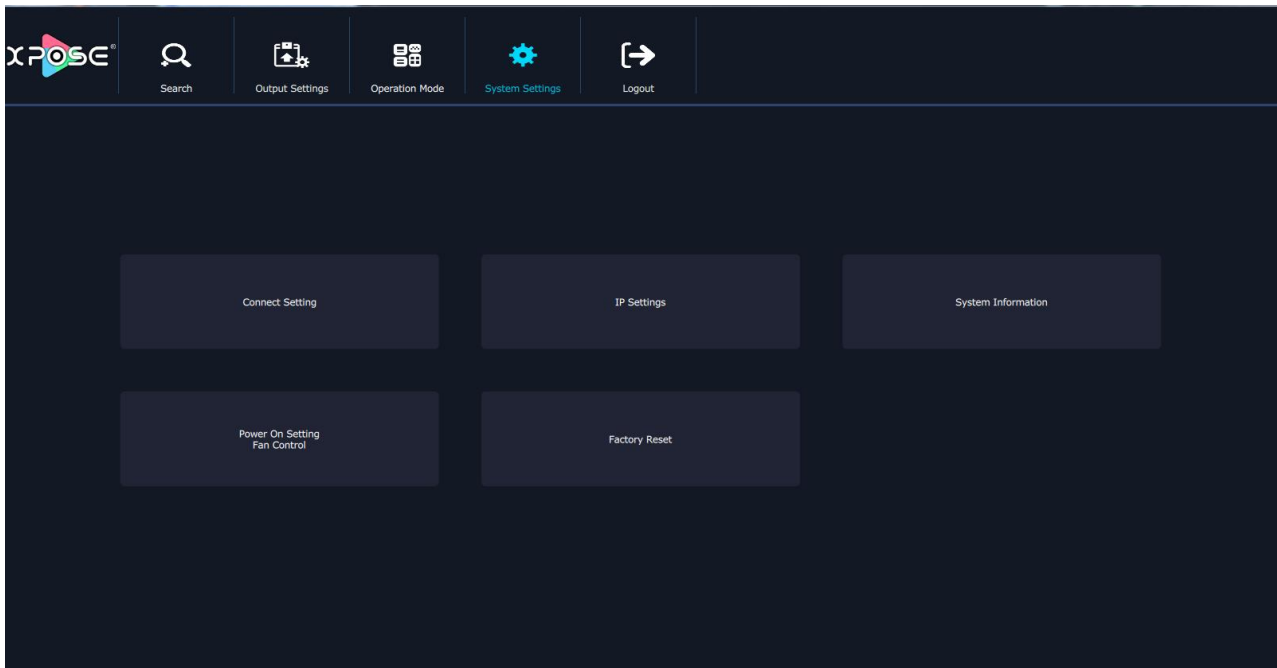 XPOSE®
Search
Output Settings
Operation Mode
System Settings
Logout
Connect Setting
IP Settings
System Information
Power On Setting
Fan Control
Factory Reset